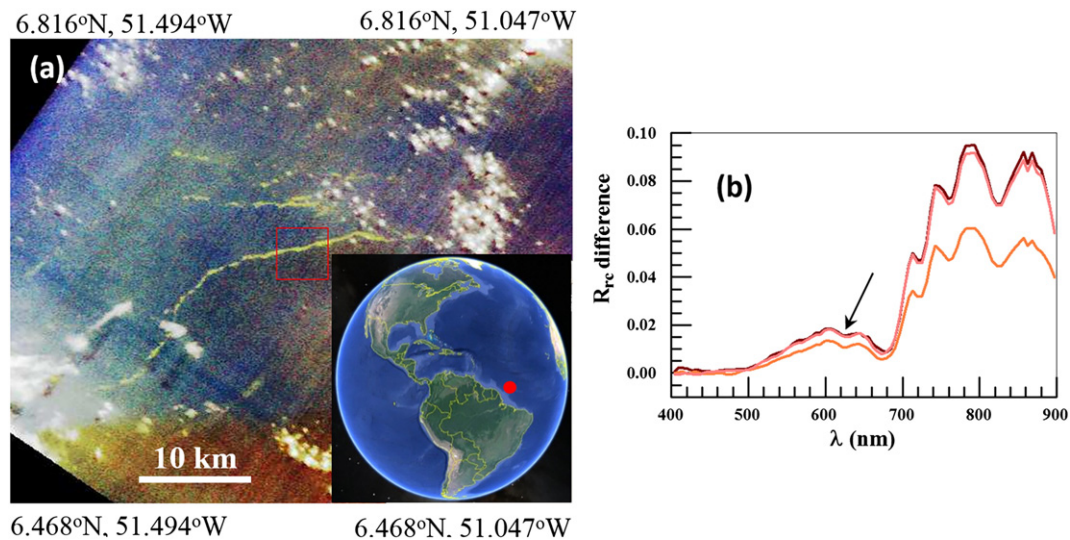 6.816°N, 51.494°W
6.816°N, 51.047°W
(a)
10 km
6.468°N, 51.494°W
6.468°N, 51.047°W
0.10
0.08
0.06
0.04
0.02
0.00
R_rc difference
(b)
400 500 600 700 800 900
λ (nm)